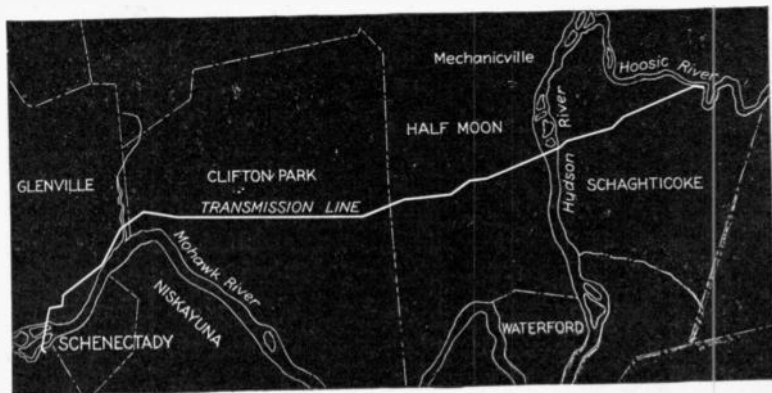 Mechanicville
Hoosic River
HALF MOON
Hudson River
GLENVILLE
CLIFTON PARK
SCHAGHTICOKE
TRANSMISSION LINE
Mohawk River
NISKAYUNA
SCHENECTADY
WATERFORD